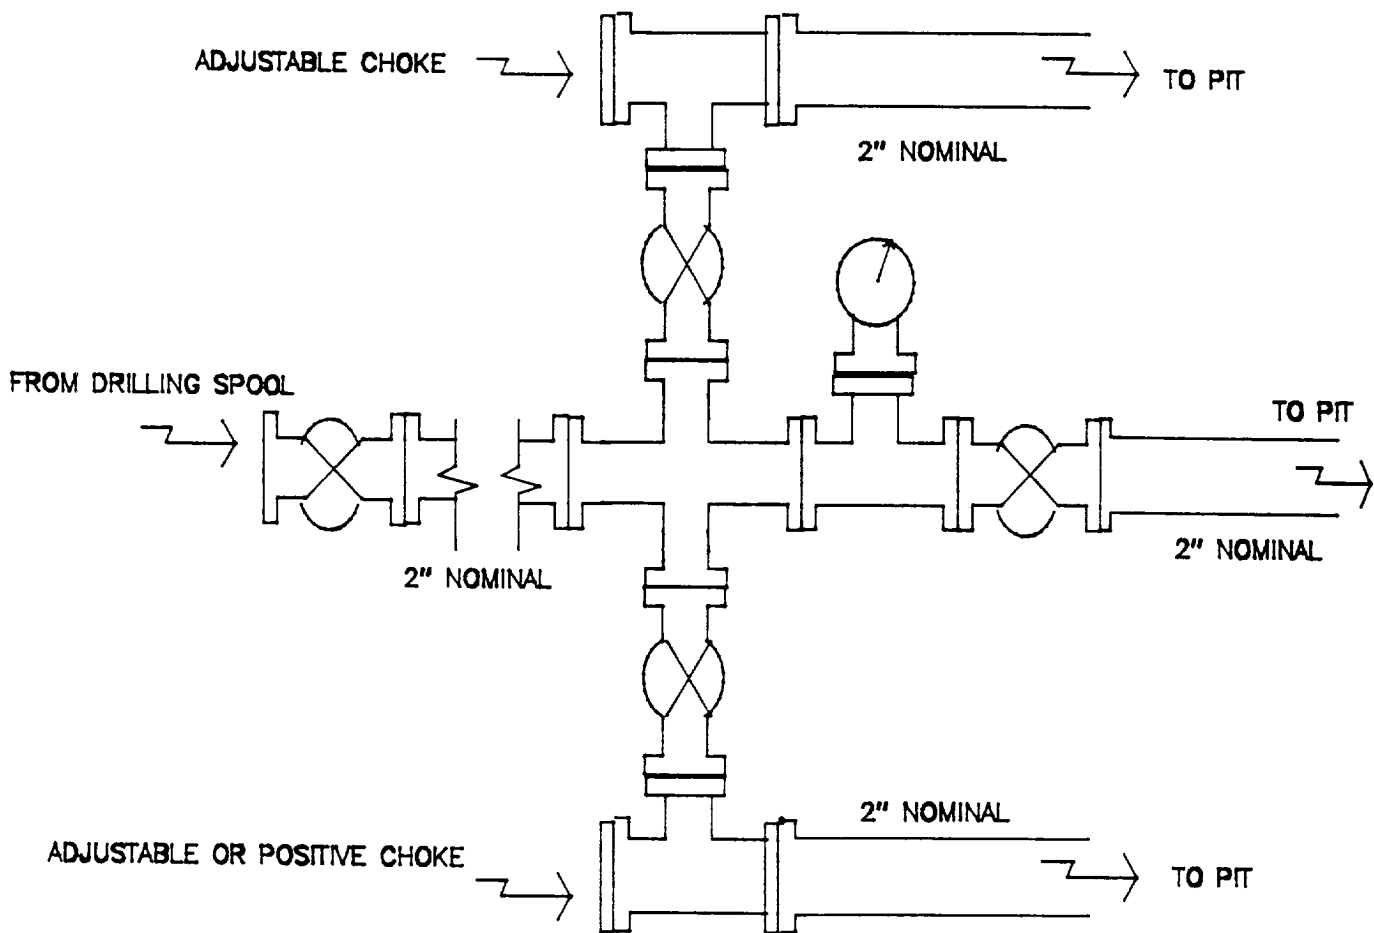 ADJUSTABLE CHOKE
TO PIT
2" NOMINAL
FROM DRILLING SPOOL
TO PIT
2" NOMINAL
2" NOMINAL
2" NOMINAL
ADJUSTABLE OR POSITIVE CHOKE
TO PIT